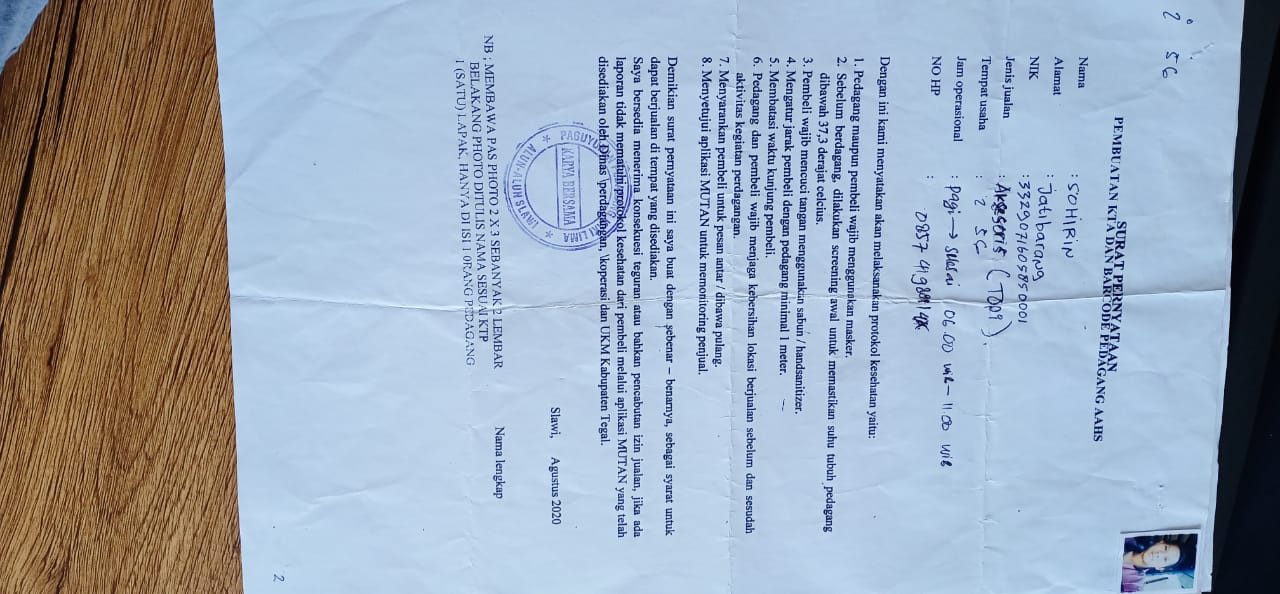 2° 56
SURAT PERNYATAAN
PEMBUATAN KTA DAN BARCODE PEDAGANG AAHS
Nama : SOHIRIN
Alamat : Jatibarang
NIK : 3329071605850001
Jenis jualan : Aksesoris (TOPI).
Tempat usaha : 2 56
Jam operasional : pagi → selesai 06.00 WIB – 11.00 WIB
NO HP :
Dengan ini kami menyatakan akan melaksanakan protokol kesehatan yaitu:
1. Pedagang maupun pembeli wajib menggunakan masker.
2. Sebelum berdagang, dilakukan screening awal untuk memastikan suhu tubuh pedagang
dibawah 37,3 derajat celcius.
3. Pembeli wajib mencuci tangan menggunakan sabun / handsanitizer.
4. Mengatur jarak pembeli dengan pedagang minimal 1 meter. –
5. Membatasi waktu kunjung pembeli.
6. Pedagang dan pembeli wajib menjaga kebersihan lokasi berjualan sebelum dan sesudah
aktivitas kegiatan perdagangan.
7. Menyarankan pembeli untuk pesan antar / dibawa pulang.
8. Menyetujui aplikasi MUTAN untuk memonitoring penjual.
Demikian surat pernyataan ini saya buat dengan sebenar – benarnya, sebagai syarat untuk
dapat berjualan di tempat yang disediakan.
Saya bersedia menerima konsekuesi teguran atau bahkan pencabutan izin jualan, jika ada
laporan tidak mematuhi protokol kesehatan dari pembeli melalui aplikasi MUTAN yang telah
disediakan oleh Dinas perdagangan, koperasi dan UKM Kabupaten Tegal.
Slawi, Agustus 2020
KARYA BERSAMA
ALUN-ALUN SLAWI
Nama lengkap
NB : MEMBAWA PAS PHOTO 2 X 3 SEBANYAK 2 LEMBAR
BELAKANG PHOTO DITULIS NAMA SESUAI KTP
1 (SATU) LAPAK, HANYA DI ISI 1 ORANG PEDAGANG
2